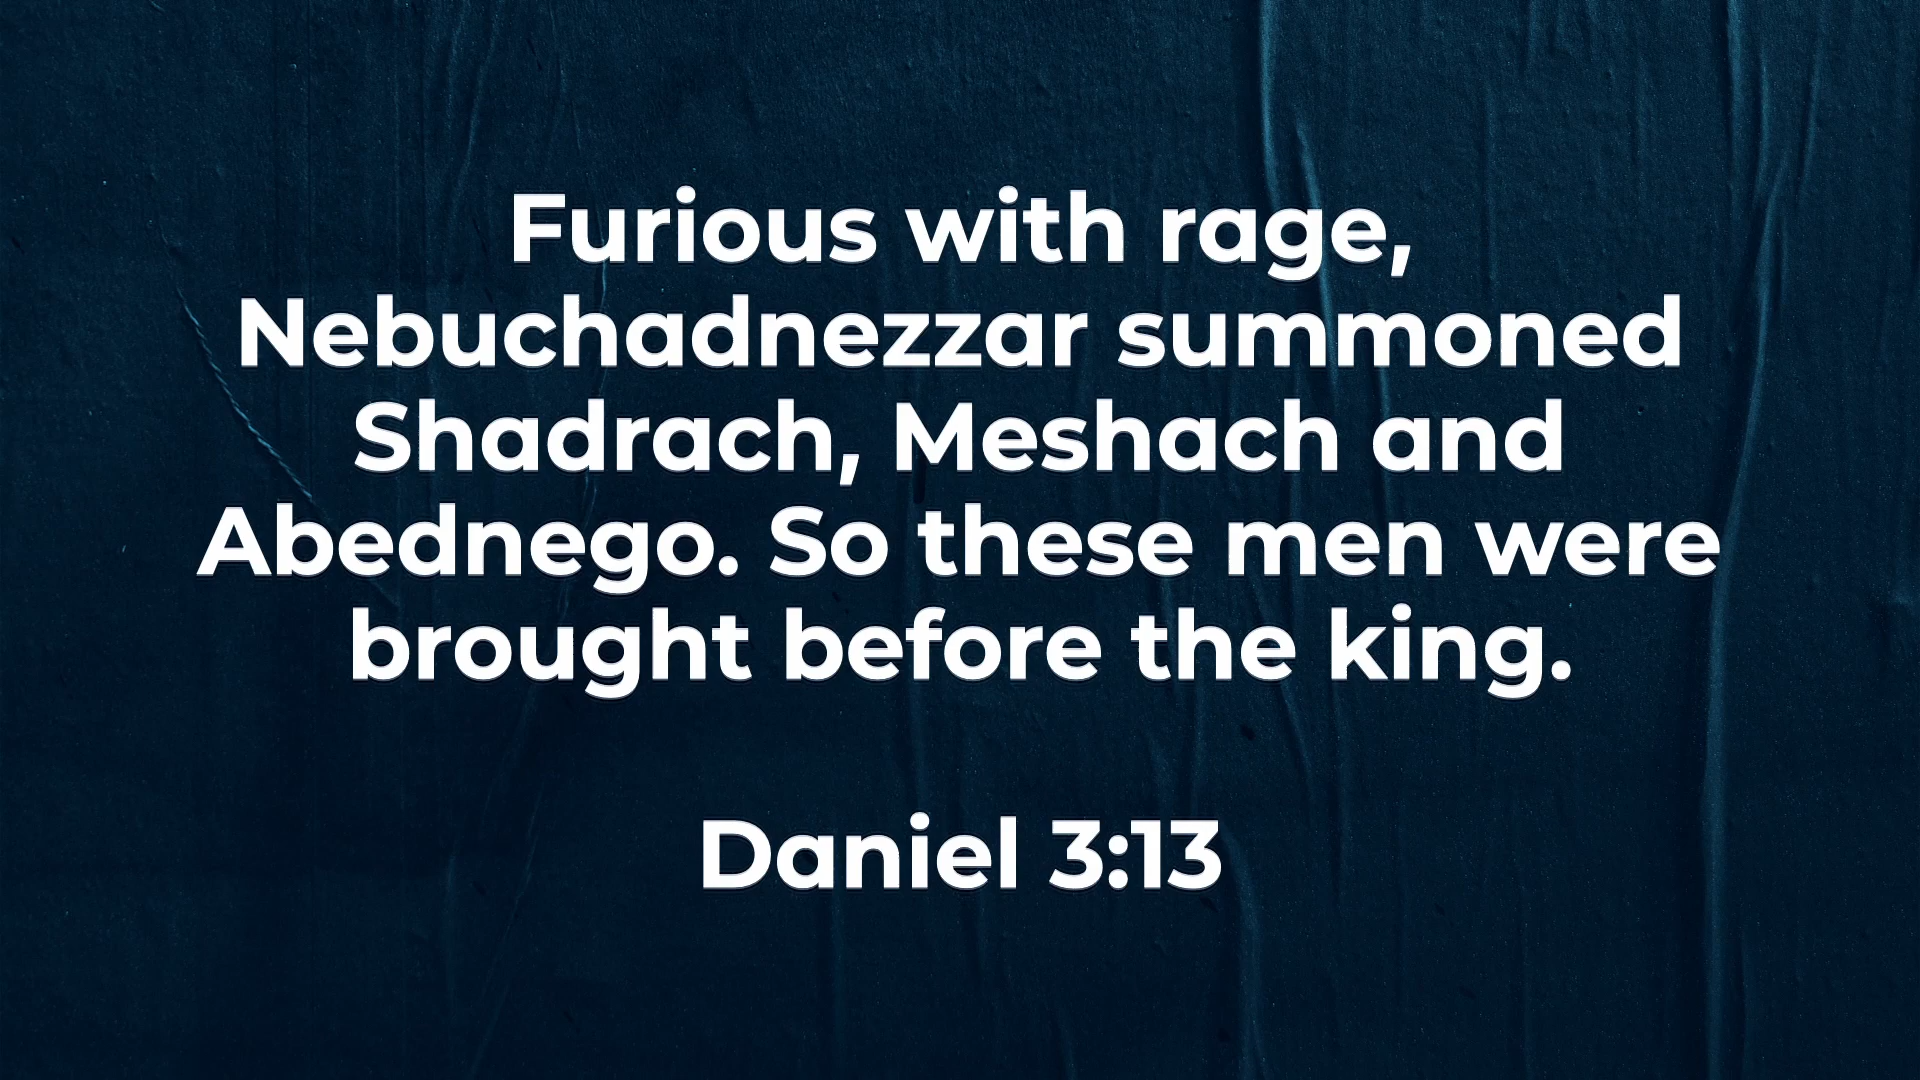 Furious with rage,
Nebuchadnezzar summoned
Shadrach, Meshach and
Abednego. So these men were
brought before the king.
Daniel 3:13